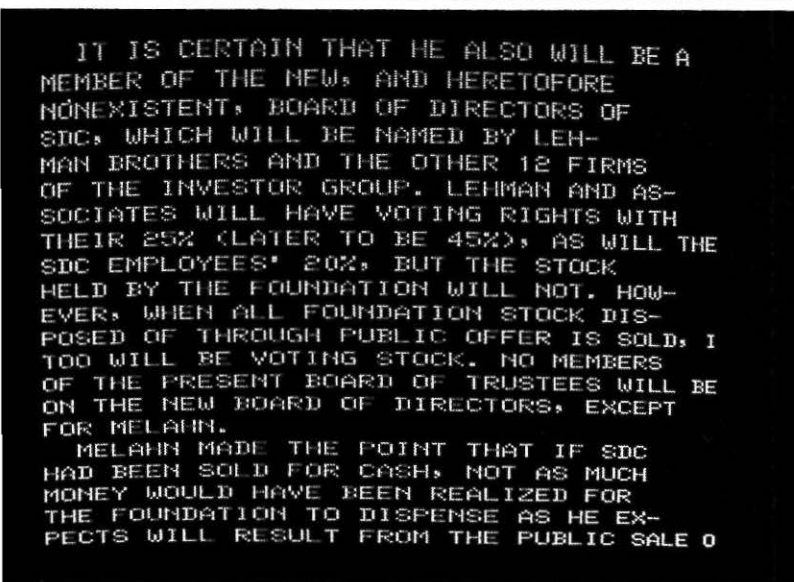 IT IS CERTAIN THAT HE ALSO WILL BE A
MEMBER OF THE NEW, AND HERETOFORE
NONEXISTENT, BOARD OF DIRECTORS OF
SDC, WHICH WILL BE NAMED BY LEH-
MAN BROTHERS AND THE OTHER 12 FIRMS
OF THE INVESTOR GROUP. LEHMAN AND AS-
SOCIATES WILL HAVE VOTING RIGHTS WITH
THEIR 25% (LATER TO BE 45%), AS WILL THE
SDC EMPLOYEES' 20%, BUT THE STOCK
HELD BY THE FOUNDATION WILL NOT. HOW-
EVER, WHEN ALL FOUNDATION STOCK DIS-
POSED OF THROUGH PUBLIC OFFER IS SOLD, I
TOO WILL BE VOTING STOCK. NO MEMBERS
OF THE PRESENT BOARD OF TRUSTEES WILL BE
ON THE NEW BOARD OF DIRECTORS, EXCEPT
FOR MELAHN.
MELAHN MADE THE POINT THAT IF SDC
HAD BEEN SOLD FOR CASH, NOT AS MUCH
MONEY WOULD HAVE BEEN REALIZED FOR
THE FOUNDATION TO DISPENSE AS HE EX-
PECTS WILL RESULT FROM THE PUBLIC SALE O